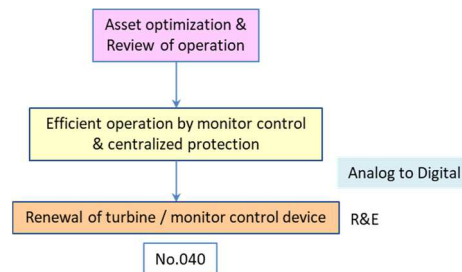 Asset optimization &
Review of operation
Efficient operation by monitor control
& centralized protection
Analog to Digital
Renewal of turbine / monitor control device
R&E
No.040